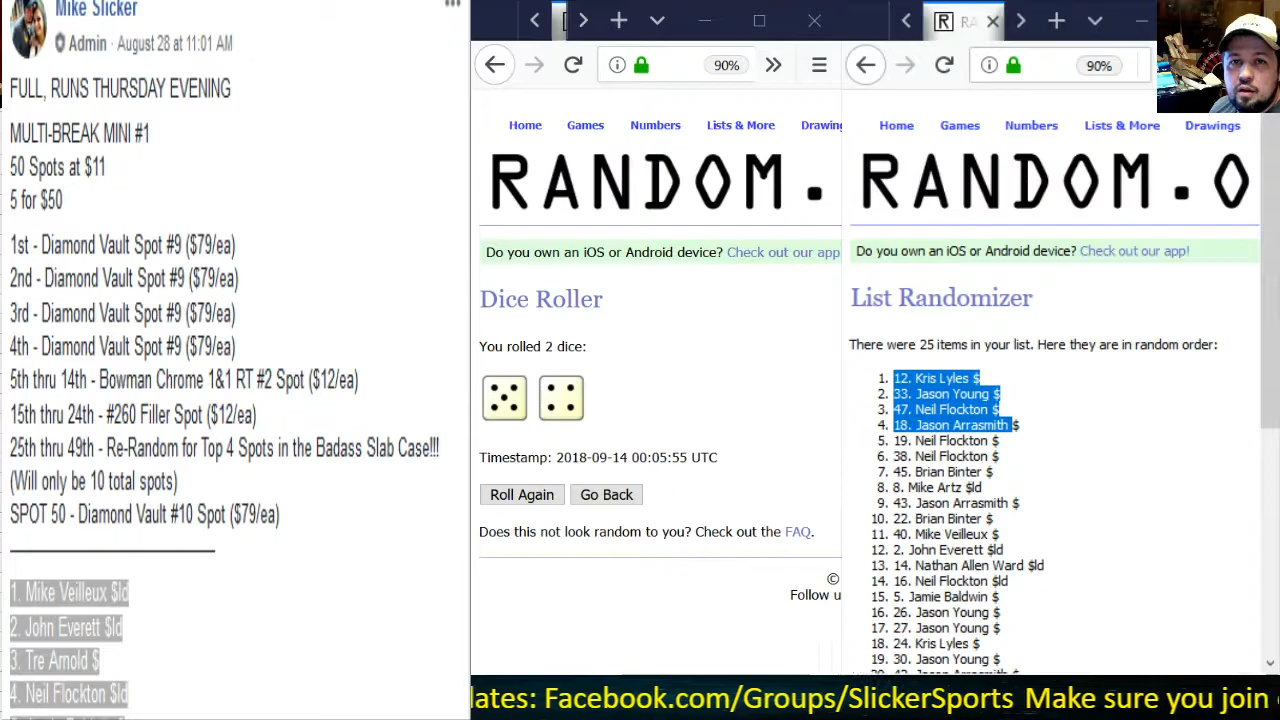 Mike Slicker
Admin · August 28 at 11:01 AM
FULL, RUNS THURSDAY EVENING
MULTI-BREAK MINI #1
50 Spots at $11
5 for $50
1st - Diamond Vault Spot #9 ($79/ea)
2nd - Diamond Vault Spot #9 ($79/ea)
3rd - Diamond Vault Spot #9 ($79/ea)
4th - Diamond Vault Spot #9 ($79/ea)
5th thru 14th - Bowman Chrome 1&1 RT #2 Spot ($12/ea)
15th thru 24th - #260 Filler Spot ($12/ea)
25th thru 49th - Re-Random for Top 4 Spots in the Badass Slab Case!!!
(Will only be 10 total spots)
SPOT 50 - Diamond Vault #10 Spot ($79/ea)
1. Mike Veilleux $ld
2. John Everett $ld
3. Tre Arnold $
4. Neil Flockton $ld
90%
Home Games Numbers Lists & More Drawing
RANDOM.
Do you own an iOS or Android device? Check out our app
Dice Roller
You rolled 2 dice:
Timestamp: 2018-09-14 00:05:55 UTC
Roll Again Go Back
Does this not look random to you? Check out the FAQ.
©
Follow u
R RA
90%
Home Games Numbers Lists & More Drawings
RANDOM.O
Do you own an iOS or Android device? Check out our app!
List Randomizer
There were 25 items in your list. Here they are in random order:
1. 12. Kris Lyles $
2. 33. Jason Young $
3. 47. Neil Flockton $
4. 18. Jason Arrasmith $
5. 19. Neil Flockton $
6. 38. Neil Flockton $
7. 45. Brian Binter $
8. 8. Mike Artz $ld
9. 43. Jason Arrasmith $
10. 22. Brian Binter $
11. 40. Mike Veilleux $
12. 2. John Everett $ld
13. 14. Nathan Allen Ward $ld
14. 16. Neil Flockton $ld
15. 5. Jamie Baldwin $
16. 26. Jason Young $
17. 27. Jason Young $
18. 24. Kris Lyles $
19. 30. Jason Young $
lates: Facebook.com/Groups/SlickerSports Make sure you join